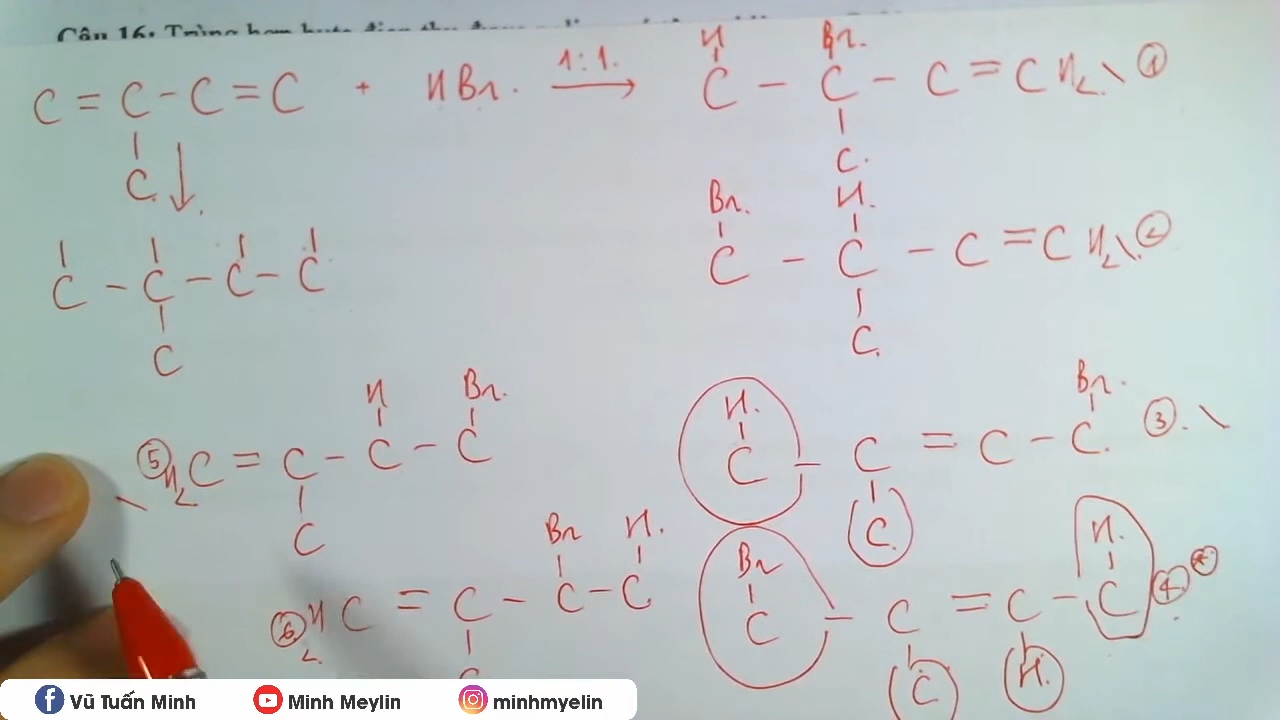 Câu 16:
C = C - C = C + HBr. 1:1. → C - C - C = CH2 ①
H Br.
C.
C.
Br. H.
C - C - C = CH2 ②
C.
C - C - C - C
C
H Br.
⑤ H2C = C - C - C
C
H. Br.
C - C = C - C. ③.
C.
Br H.
⑥ H2C = C - C - C
C
Br H.
C - C = C - C ④ *
C H.
Vũ Tuấn Minh
Minh Meylin
minhmyelin